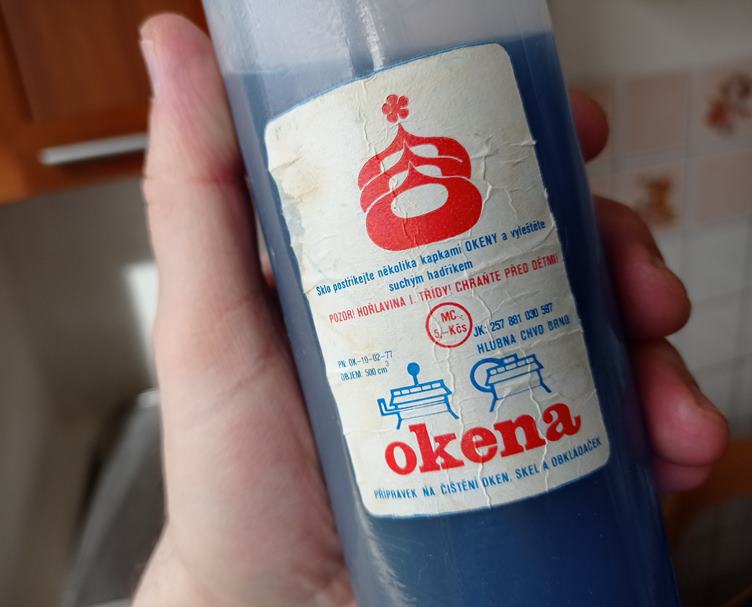 Sklo postříkejte několika kapkami OKENY a vyleštěte
suchým hadříkem
POZOR! HOŘLAVINA I. TŘÍDY! CHRAŇTE PŘED DĚTMI!
MC
5,-Kčs
JK: 257 881 030 597
HLUBNA CHVD BRNO
PN OK-10-02-77
OBJEM: 500 cm³
okena
PŘÍPRAVEK NA ČIŠTĚNÍ OKEN, SKEL A OBKLÁDAČEK